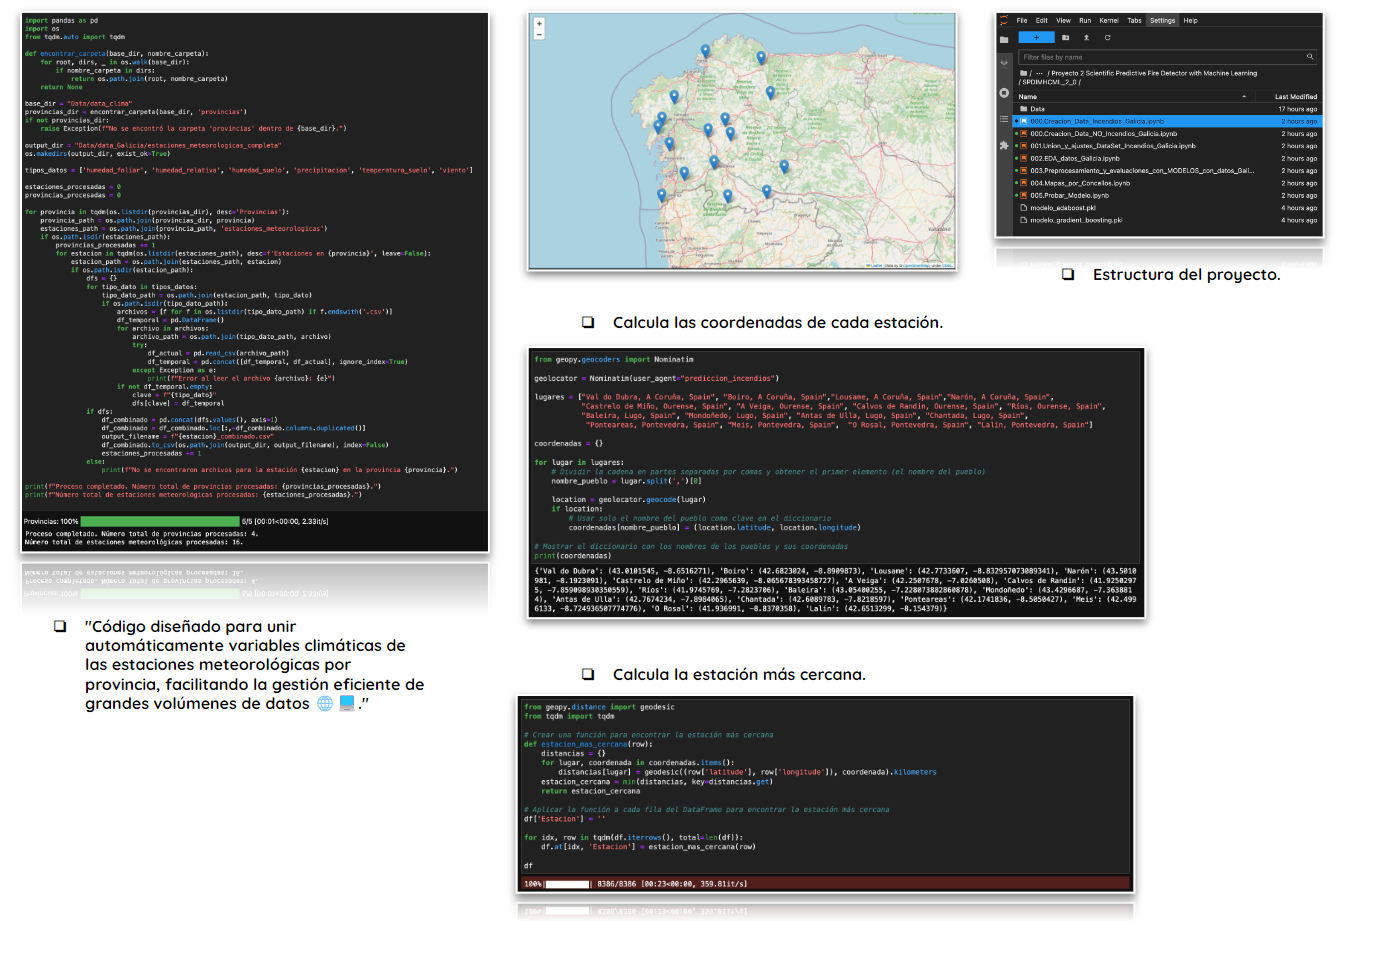 import pandas as pd
import os
from tqdm.auto import tqdm
def encontrar_carpeta(base_dir, nombre_carpeta):
for root, dirs, _ in os.walk(base_dir):
if nombre_carpeta in dirs:
return os.path.join(root, nombre_carpeta)
return None
base_dir = "Data/data_clima"
provincias_dir = encontrar_carpeta(base_dir, 'provincias')
if not provincias_dir:
raise Exception(f"No se encontró la carpeta 'provincias' dentro de {base_dir}.")
output_dir = "Data/data_Galicia/estaciones_meteorologicas_completa"
os.makedirs(output_dir, exist_ok=True)
tipos_datos = ['humedad_foliar', 'humedad_relativa', 'humedad_suelo', 'precipitacion', 'temperatura_suelo', 'viento']
estaciones_procesadas = 0
provincias_procesadas = 0
for provincia in tqdm(os.listdir(provincias_dir), desc='Provincias'):
provincia_path = os.path.join(provincias_dir, provincia)
estaciones_path = os.path.join(provincia_path, 'estaciones_meteorologicas')
if os.path.isdir(estaciones_path):
provincias_procesadas += 1
for estacion in tqdm(os.listdir(estaciones_path), desc=f'Estaciones en {provincia}', leave=False):
estacion_path = os.path.join(estaciones_path, estacion)
if os.path.isdir(estacion_path):
dfs = {}
for tipo_dato in tipos_datos:
tipo_dato_path = os.path.join(estacion_path, tipo_dato)
if os.path.isdir(tipo_dato_path):
archivos = [f for f in os.listdir(tipo_dato_path) if f.endswith('.csv')]
df_temporal = pd.DataFrame()
for archivo in archivos:
archivo_path = os.path.join(tipo_dato_path, archivo)
try:
df_actual = pd.read_csv(archivo_path)
df_temporal = pd.concat([df_temporal, df_actual], ignore_index=True)
except Exception as e:
print(f"Error al leer el archivo {archivo}: {e}")
if not df_temporal.empty:
clave = f"{tipo_dato}"
dfs[clave] = df_temporal
if dfs:
df_combinado = pd.concat(dfs.values(), axis=1)
df_combinado = df_combinado.loc[:,~df_combinado.columns.duplicated()]
output_filename = f"{estacion}_combinado.csv"
df_combinado.to_csv(os.path.join(output_dir, output_filename), index=False)
estaciones_procesadas += 1
else:
print(f"No se encontraron archivos para la estación {estacion} en la provincia {provincia}.")
print(f"Proceso completado. Número total de provincias procesadas: {provincias_procesadas}.")
print(f"Número total de estaciones meteorológicas procesadas: {estaciones_procesadas}.")
Provincias: 100% 5/5 [00:01<00:00, 2.33it/s]
Proceso completado. Número total de provincias procesadas: 4.
Número total de estaciones meteorológicas procesadas: 16.
"Código diseñado para unir
automáticamente variables climáticas de
las estaciones meteorológicas por
provincia, facilitando la gestión eficiente de
grandes volúmenes de datos 🌐 💻."
+
−
Calcula las coordenadas de cada estación.
from geopy.geocoders import Nominatim
geolocator = Nominatim(user_agent="prediccion_incendios")
lugares = ["Val do Dubra, A Coruña, Spain", "Boiro, A Coruña, Spain","Lousame, A Coruña, Spain","Narón, A Coruña, Spain",
"Castrelo de Miño, Ourense, Spain", "A Veiga, Ourense, Spain", "Calvos de Randín, Ourense, Spain", "Ríos, Ourense, Spain",
"Baleira, Lugo, Spain", "Mondoñedo, Lugo, Spain", "Antas de Ulla, Lugo, Spain", "Chantada, Lugo, Spain",
"Ponteareas, Pontevedra, Spain", "Meis, Pontevedra, Spain", "O Rosal, Pontevedra, Spain", "Lalín, Pontevedra, Spain"]
coordenadas = {}
for lugar in lugares:
# Dividir la cadena en partes separadas por comas y obtener el primer elemento (el nombre del pueblo)
nombre_pueblo = lugar.split(',')[0]
location = geolocator.geocode(lugar)
if location:
# Usar solo el nombre del pueblo como clave en el diccionario
coordenadas[nombre_pueblo] = (location.latitude, location.longitude)
# Mostrar el diccionario con los nombres de los pueblos y sus coordenadas
print(coordenadas)
{'Val do Dubra': (43.0101545, -8.6516271), 'Boiro': (42.6823024, -8.8909873), 'Lousame': (42.7733607, -8.832957073089341), 'Narón': (43.5010
981, -8.1923091), 'Castrelo de Miño': (42.2965639, -8.065678393458727), 'A Veiga': (42.2507678, -7.0260508), 'Calvos de Randín': (41.9250297
5, -7.859098930350559), 'Ríos': (41.9745769, -7.2823706), 'Baleira': (43.05400255, -7.228073882860878), 'Mondoñedo': (43.4296687, -7.363881
4), 'Antas de Ulla': (42.7674234, -7.8984065), 'Chantada': (42.6089783, -7.8218597), 'Ponteareas': (42.1741836, -8.5050427), 'Meis': (42.499
6133, -8.724936507774776), 'O Rosal': (41.936991, -8.8370358), 'Lalín': (42.6513299, -8.154379)}
Calcula la estación más cercana.
from geopy.distance import geodesic
from tqdm import tqdm
# Crear una función para encontrar la estación más cercana
def estacion_mas_cercana(row):
distancias = {}
for lugar, coordenada in coordenadas.items():
distancias[lugar] = geodesic((row['latitude'], row['longitude']), coordenada).kilometers
estacion_cercana = min(distancias, key=distancias.get)
return estacion_cercana
# Aplicar la función a cada fila del DataFrame para encontrar la estación más cercana
df['Estacion'] = ''
for idx, row in tqdm(df.iterrows(), total=len(df)):
df.at[idx, 'Estacion'] = estacion_mas_cercana(row)
df
100%| | 8386/8386 [00:23<00:00, 359.81it/s]
File Edit View Run Kernel Tabs Settings Help
+
Filter files by name
/ ··· / Proyecto 2 Scientific Predictive Fire Detector with Machine Learning
/ SPDIMHCML_2_0 /
Name Last Modified
Data 17 hours ago
000.Creacion_Data_Incendios_Galicia.ipynb 2 hours ago
000.Creacion_Data_NO_Incendios_Galicia.ipynb 2 hours ago
001.Union_y_ajustes_DataSet_Incendios_Galicia.ipynb 2 hours ago
002.EDA_datos_Galicia.ipynb 2 hours ago
003.Preprocesamiento_y_evaluaciones_con_MODELOS_con_datos_Gali... 2 hours ago
004.Mapas_por_Concellos.ipynb 2 hours ago
005.Probar_Modelo.ipynb 2 hours ago
modelo_adaboost.pkl 4 hours ago
modelo_gradient_boosting.pkl 4 hours ago
Estructura del proyecto.